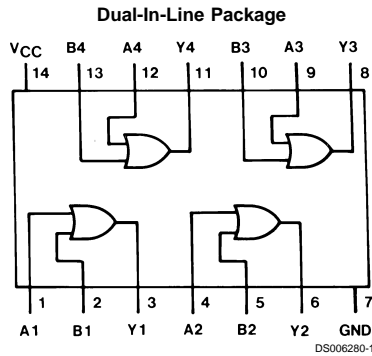 Dual-In-Line Package
VCC B4 A4 Y4 B3 A3 Y3
14 13 12 11 10 9 8
1 2 3 4 5 6 7
A1 B1 Y1 A2 B2 Y2 GND
DS006280-1